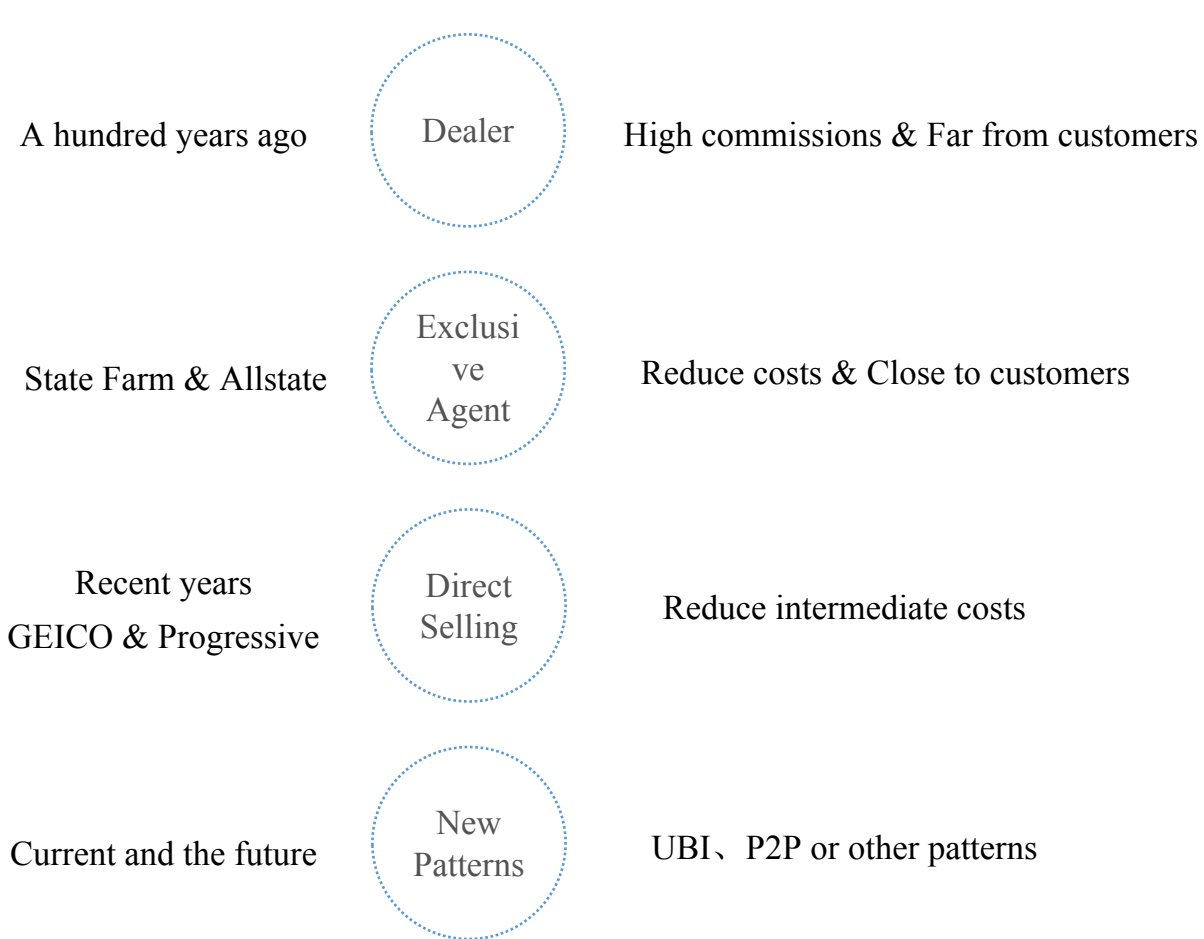 A hundred years ago
Dealer
High commissions & Far from customers
State Farm & Allstate
Exclusi
ve
Agent
Reduce costs & Close to customers
Recent years
GEICO & Progressive
Direct
Selling
Reduce intermediate costs
Current and the future
New
Patterns
UBI、P2P or other patterns